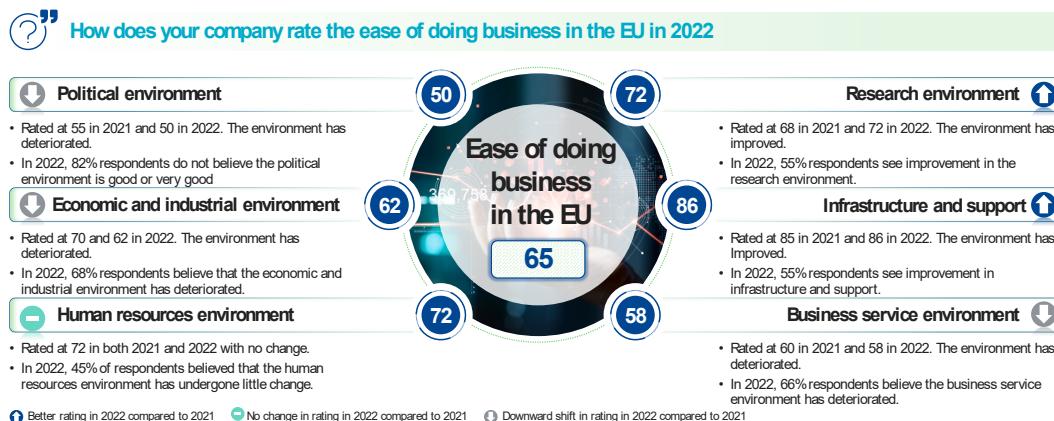 How does your company rate the ease of doing business in the EU in 2022
Political environment
50
• Rated at 55 in 2021 and 50 in 2022. The environment has
deteriorated.
• In 2022, 82% respondents do not believe the political
environment is good or very good
Economic and industrial environment
62
• Rated at 70 and 62 in 2022. The environment has
deteriorated.
• In 2022, 68% respondents believe that the economic and
industrial environment has deteriorated.
Human resources environment
72
• Rated at 72 in both 2021 and 2022 with no change.
• In 2022, 45% of respondents believed that the human
resources environment has undergone little change.
369,758
Ease of doing
business
in the EU
65
72
Research environment
• Rated at 68 in 2021 and 72 in 2022. The environment has
improved.
• In 2022, 55% respondents see improvement in the
research environment.
86
Infrastructure and support
• Rated at 85 in 2021 and 86 in 2022. The environment has
Improved.
• In 2022, 55% respondents see improvement in
infrastructure and support.
58
Business service environment
• Rated at 60 in 2021 and 58 in 2022. The environment has
deteriorated.
• In 2022, 66% respondents believe the business service
environment has deteriorated.
Better rating in 2022 compared to 2021
No change in rating in 2022 compared to 2021
Downward shift in rating in 2022 compared to 2021